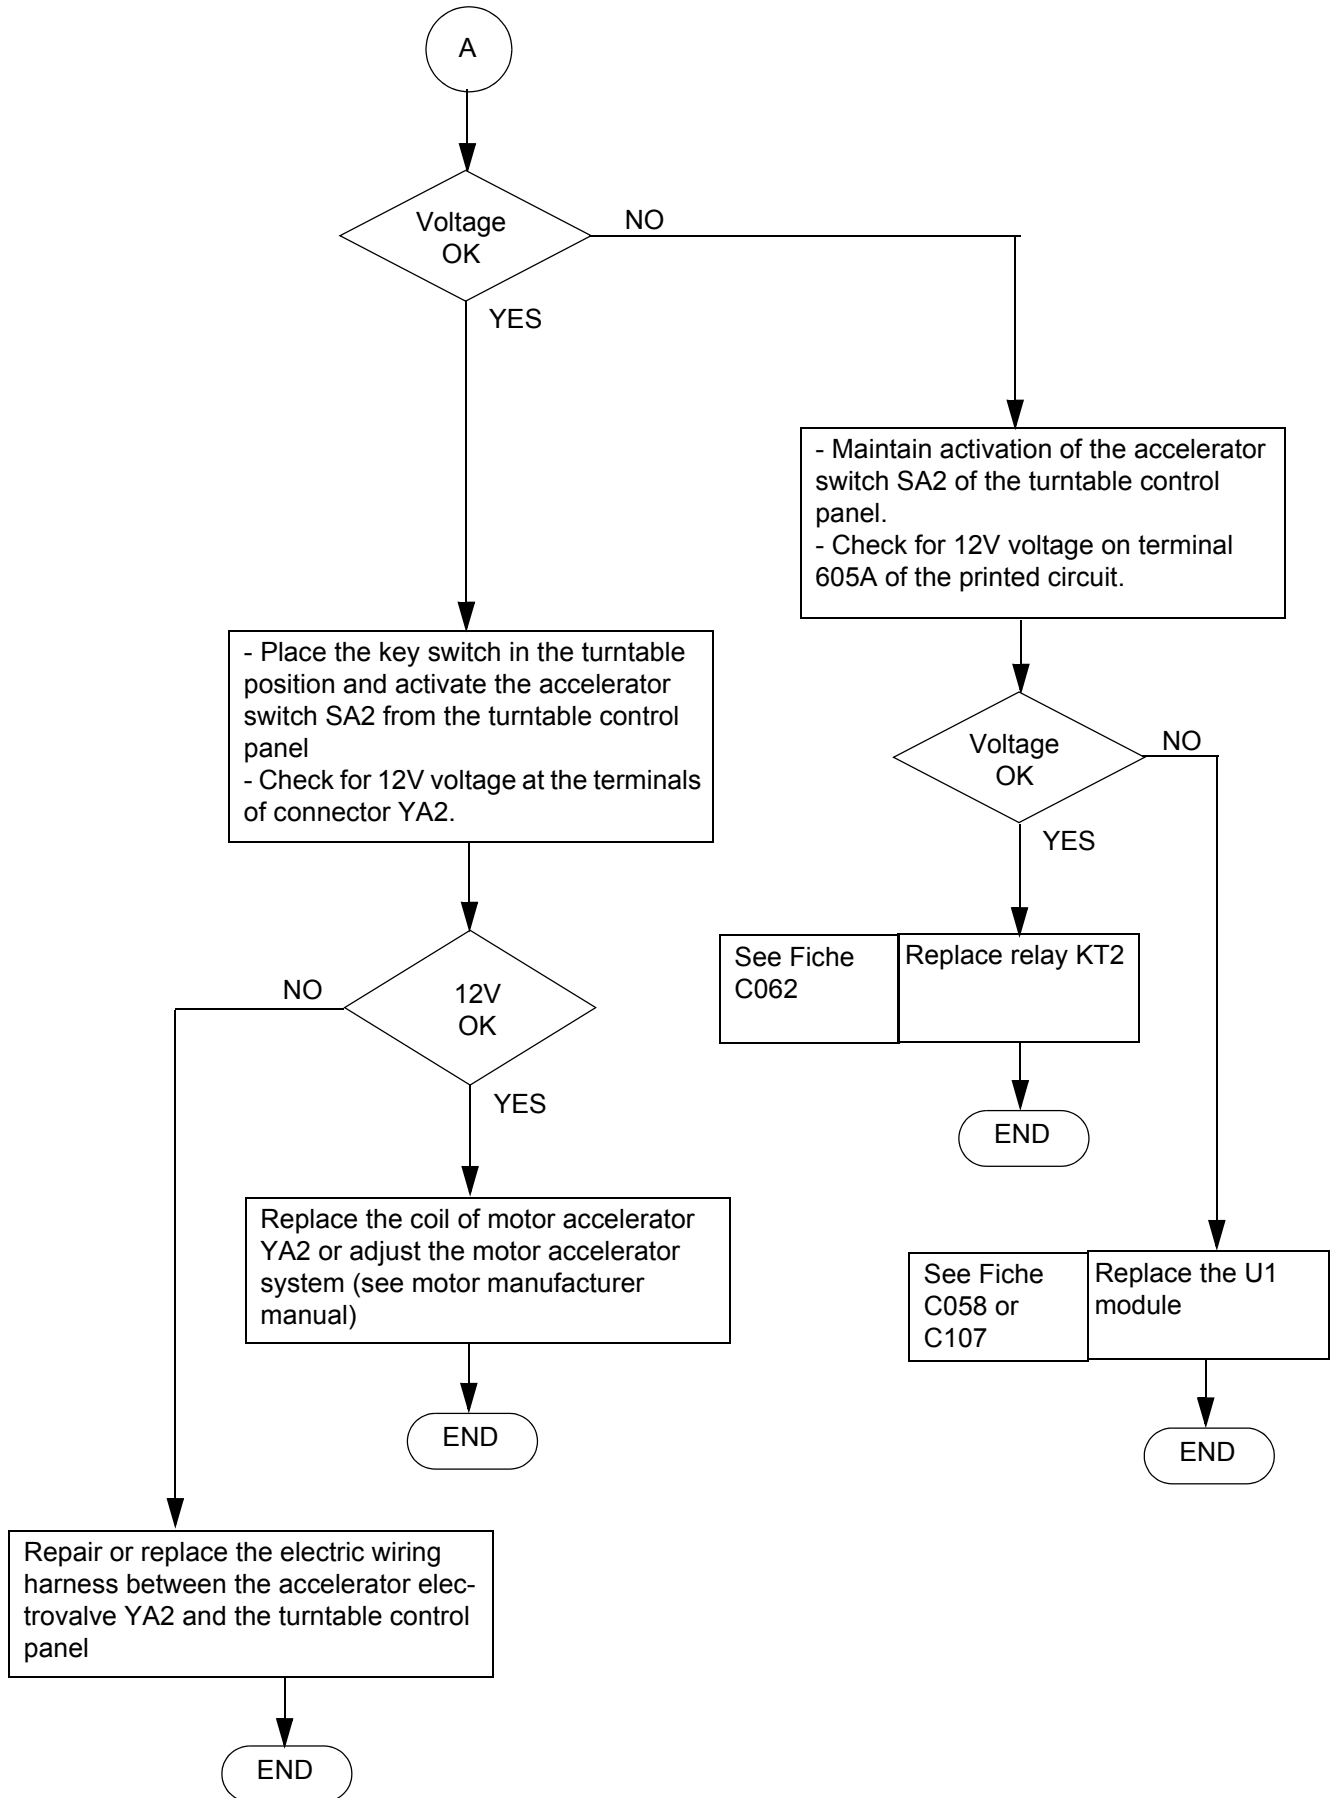 A
Voltage
OK
NO
YES
- Maintain activation of the accelerator
switch SA2 of the turntable control
panel.
- Check for 12V voltage on terminal
605A of the printed circuit.
- Place the key switch in the turntable
position and activate the accelerator
switch SA2 from the turntable control
panel
- Check for 12V voltage at the terminals
of connector YA2.
Voltage
OK
NO
YES
See Fiche
C062
Replace relay KT2
END
NO
12V
OK
YES
Replace the coil of motor accelerator
YA2 or adjust the motor accelerator
system (see motor manufacturer
manual)
END
See Fiche
C058 or
C107
Replace the U1
module
END
Repair or replace the electric wiring
harness between the accelerator elec-
trovalve YA2 and the turntable control
panel
END